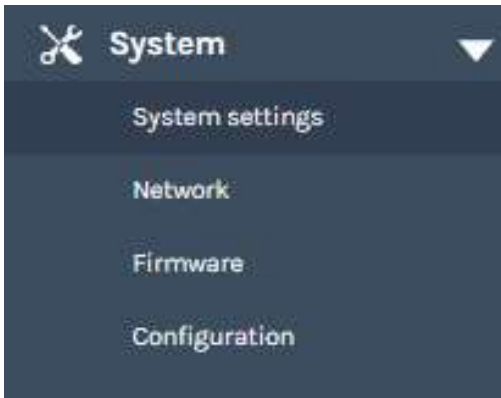 System
System settings
Network
Firmware
Configuration